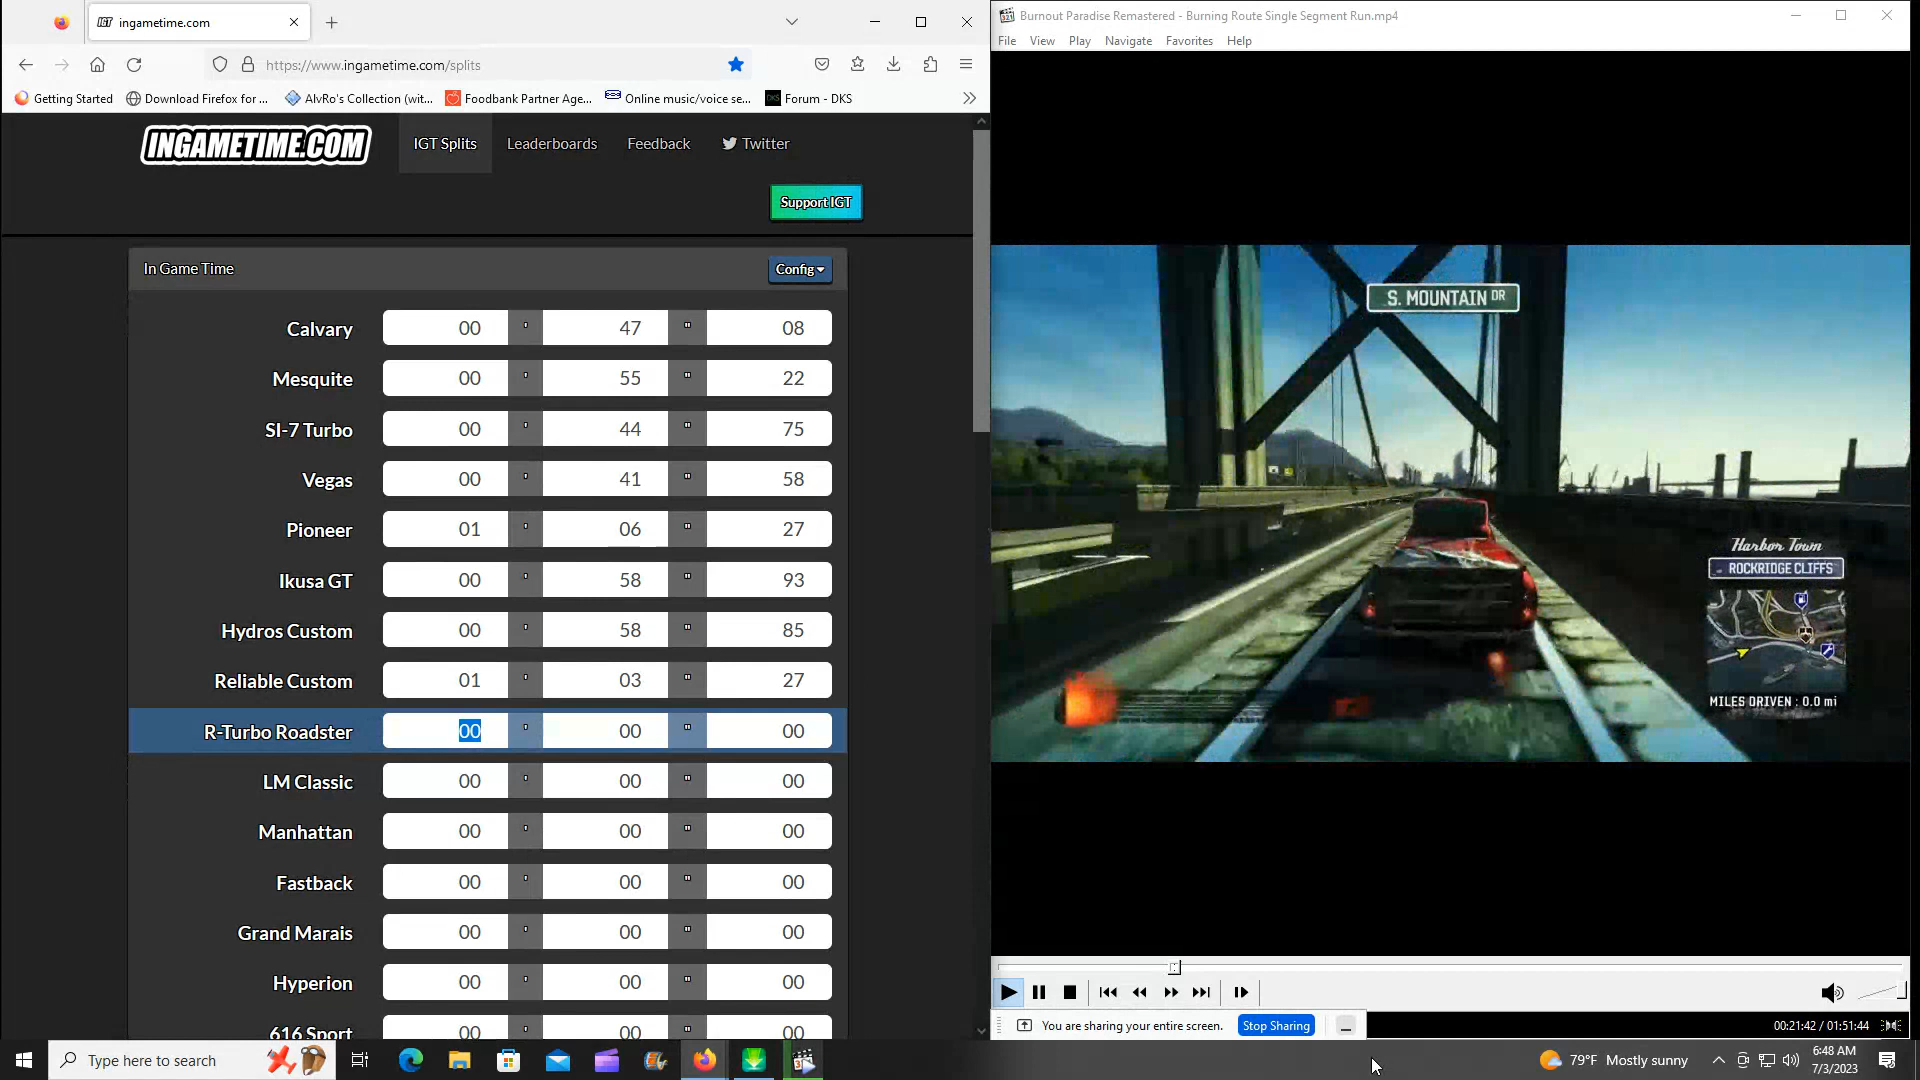 ingametime.com
https://www.ingametime.com/splits
Getting Started
Download Firefox for ...
AlvRo's Collection (wit...
Foodbank Partner Age...
Online music/voice se...
DKS
Forum - DKS
INGAMETIME.COM
IGT Splits
Leaderboards
Feedback
Twitter
Support IGT
In Game Time
Config
Calvary 00 ' 47 " 08
Mesquite 00 ' 55 " 22
SI-7 Turbo 00 ' 44 " 75
Vegas 00 ' 41 " 58
Pioneer 01 ' 06 " 27
Ikusa GT 00 ' 58 " 93
Hydros Custom 00 ' 58 " 85
Reliable Custom 01 ' 03 " 27
R-Turbo Roadster 00 ' 00 " 00
LM Classic 00 ' 00 " 00
Manhattan 00 ' 00 " 00
Fastback 00 ' 00 " 00
Grand Marais 00 ' 00 " 00
Hyperion 00 ' 00 " 00
616 Sport 00 ' 00 " 00
Burnout Paradise Remastered - Burning Route Single Segment Run.mp4
File View Play Navigate Favorites Help
S. MOUNTAIN DR
Harbor Town
ROCKRIDGE CLIFFS
MILES DRIVEN : 0.0 mi
You are sharing your entire screen.
Stop Sharing
00:21:42 / 01:51:44
Type here to search
79°F Mostly sunny
6:48 AM
7/3/2023